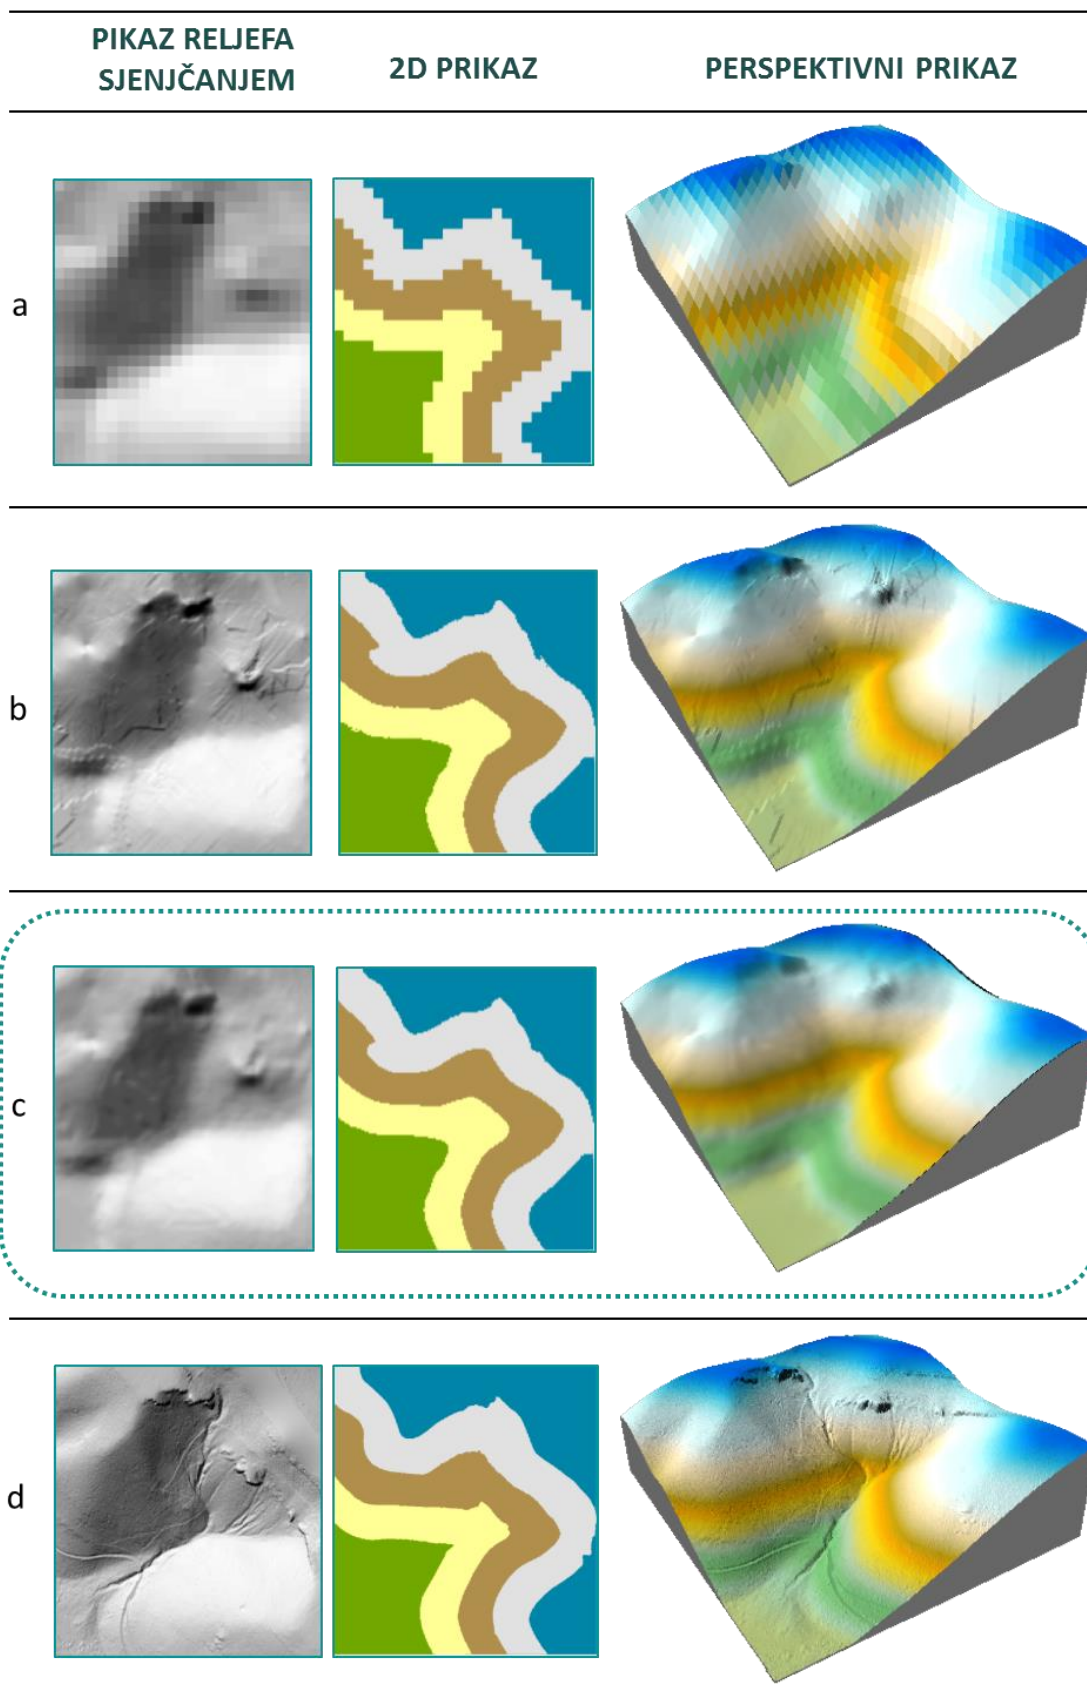 PIKAZ RELJEFA
SJENJČANJEM
2D PRIKAZ
PERSPEKTIVNI PRIKAZ
a
b
c
d